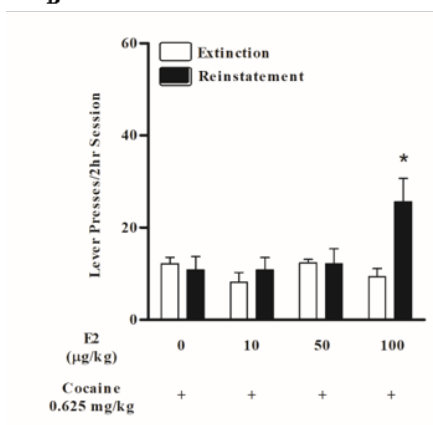 B
60
Extinction
Reinstatement
40
Lever Presses/2hr Session
20
*
0
E2
(µg/kg)
0 10 50 100
Cocaine
0.625 mg/kg
+ + + +